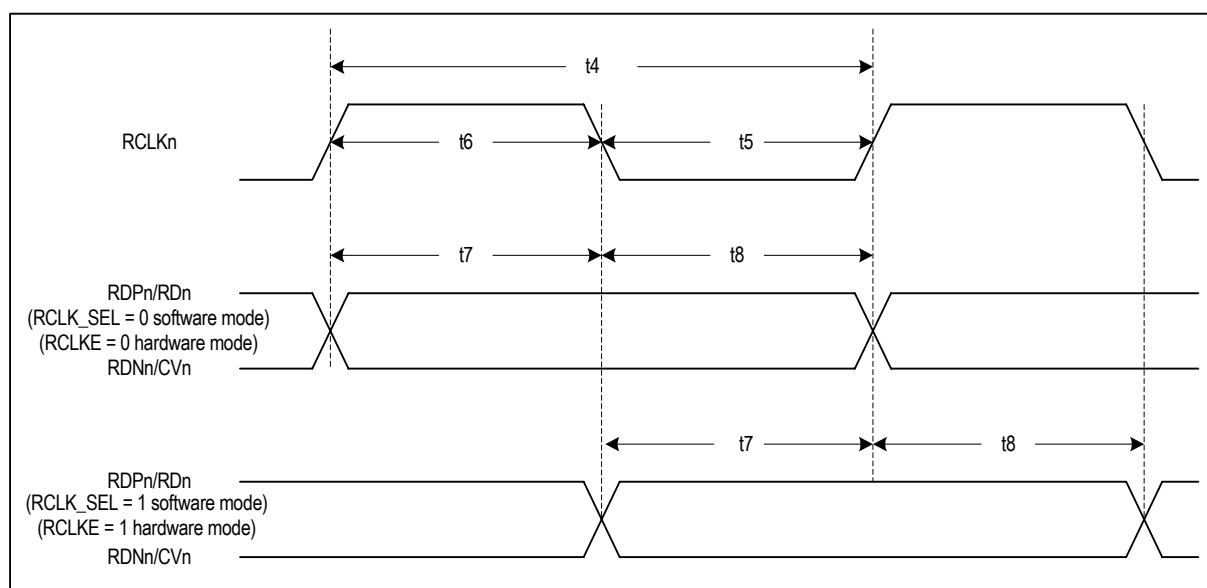 t4
RCLKn
t6
t5
t7
t8
RDPn/RDn
(RCLK_SEL = 0 software mode)
(RCLKE = 0 hardware mode)
RDNn/CVn
t7
t8
RDPn/RDn
(RCLK_SEL = 1 software mode)
(RCLKE = 1 hardware mode)
RDNn/CVn